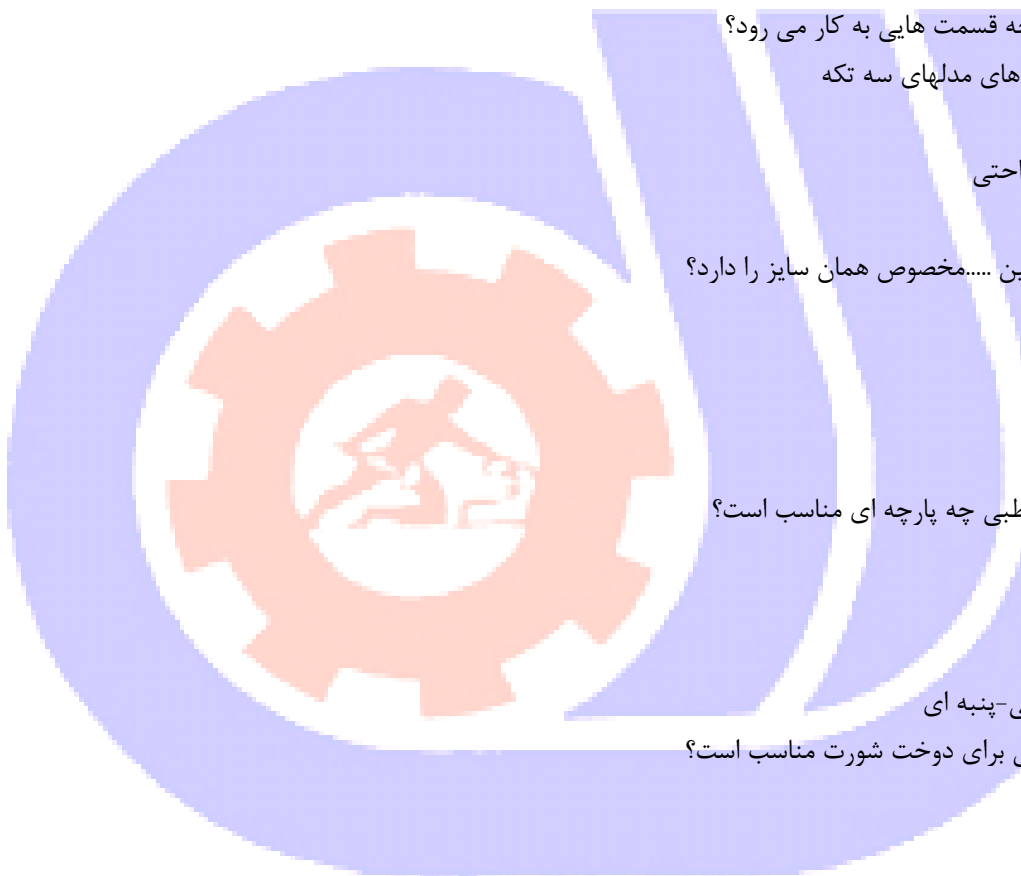 چه قسمت هایی به کار می رود؟
های مدلهای سه تکه
احتی
ین .....مخصوص همان سایز را دارد؟
طبی چه پارچه ای مناسب است؟
ی-پنبه ای
برای دوخت شورت مناسب است؟